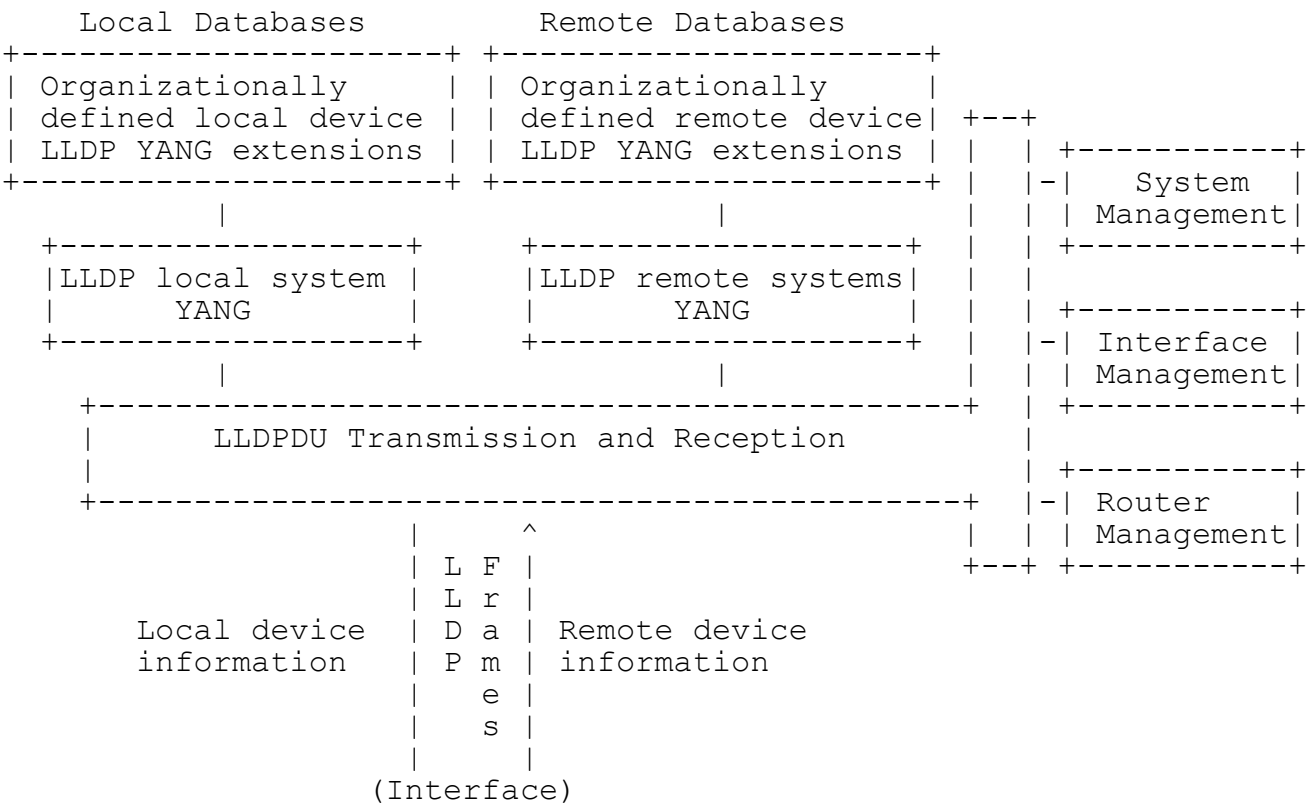 Local Databases
Remote Databases
Organizationally
defined local device
LLDP YANG extensions
Organizationally
defined remote device
LLDP YANG extensions
System
Management
LLDP local system
YANG
LLDP remote systems
YANG
Interface
Management
LLDPDU Transmission and Reception
Router
Management
LLDP
Frames
Local device
information
Remote device
information
(Interface)